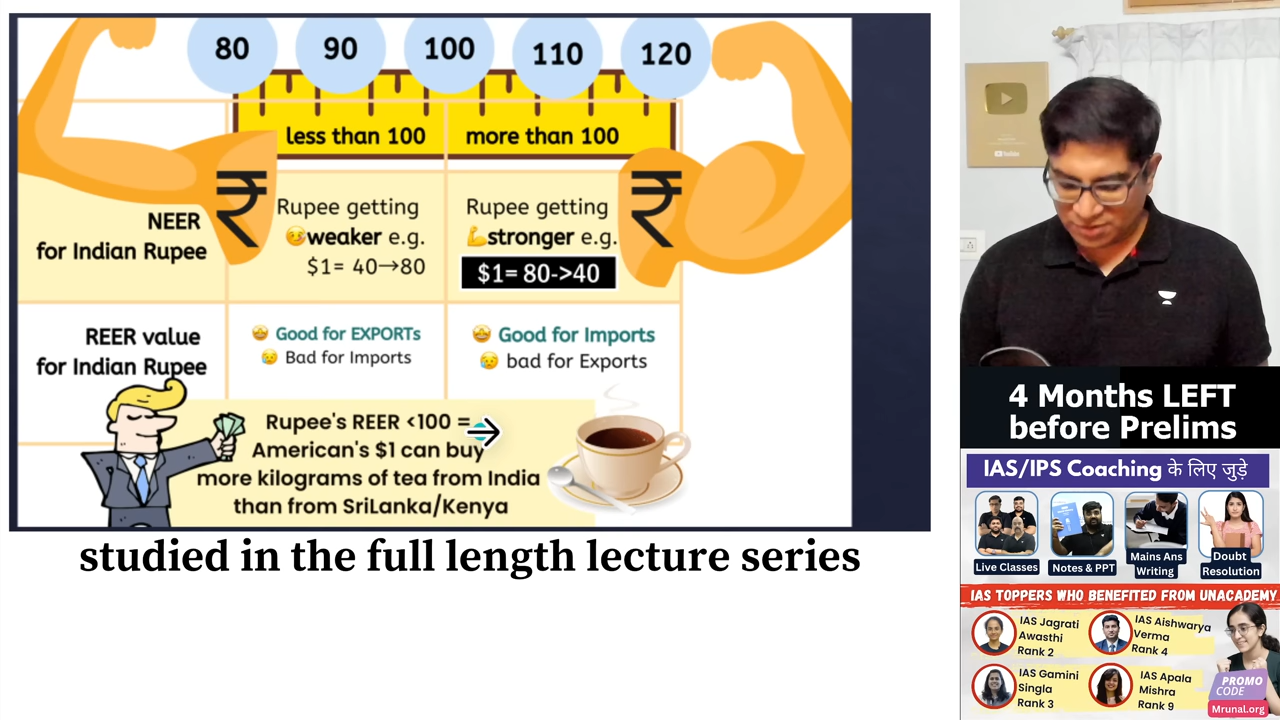 80
90
100
110
120
less than 100
more than 100
NEER
for Indian Rupee
₹
Rupee getting
weaker e.g.
$1= 40→80
Rupee getting
stronger e.g.
$1= 80->40
₹
REER value
for Indian Rupee
Good for EXPORTs
Bad for Imports
Good for Imports
bad for Exports
Rupee's REER <100 =
American's $1 can buy
more kilograms of tea from India
than from SriLanka/Kenya
studied in the full length lecture series
YouTube
4 Months LEFT
before Prelims
IAS/IPS Coaching के लिए जुड़े
Live Classes
Notes & PPT
Mains Ans
Writing
Doubt
Resolution
IAS TOPPERS WHO BENEFITED FROM UNACADEMY
IAS Jagrati
Awasthi
Rank 2
IAS Aishwarya
Verma
Rank 4
IAS Gamini
Singla
Rank 3
IAS Apala
Mishra
Rank 9
PROMO
CODE
Mrunal.org